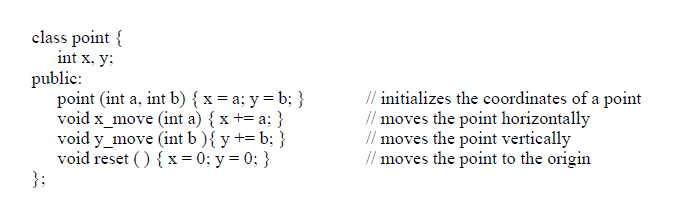 class point {
int x, y;
public:
point (int a, int b) { x = a; y = b; } // initializes the coordinates of a point
void x_move (int a) { x += a; } // moves the point horizontally
void y_move (int b ){ y += b; } // moves the point vertically
void reset ( ) { x = 0; y = 0; } // moves the point to the origin
};